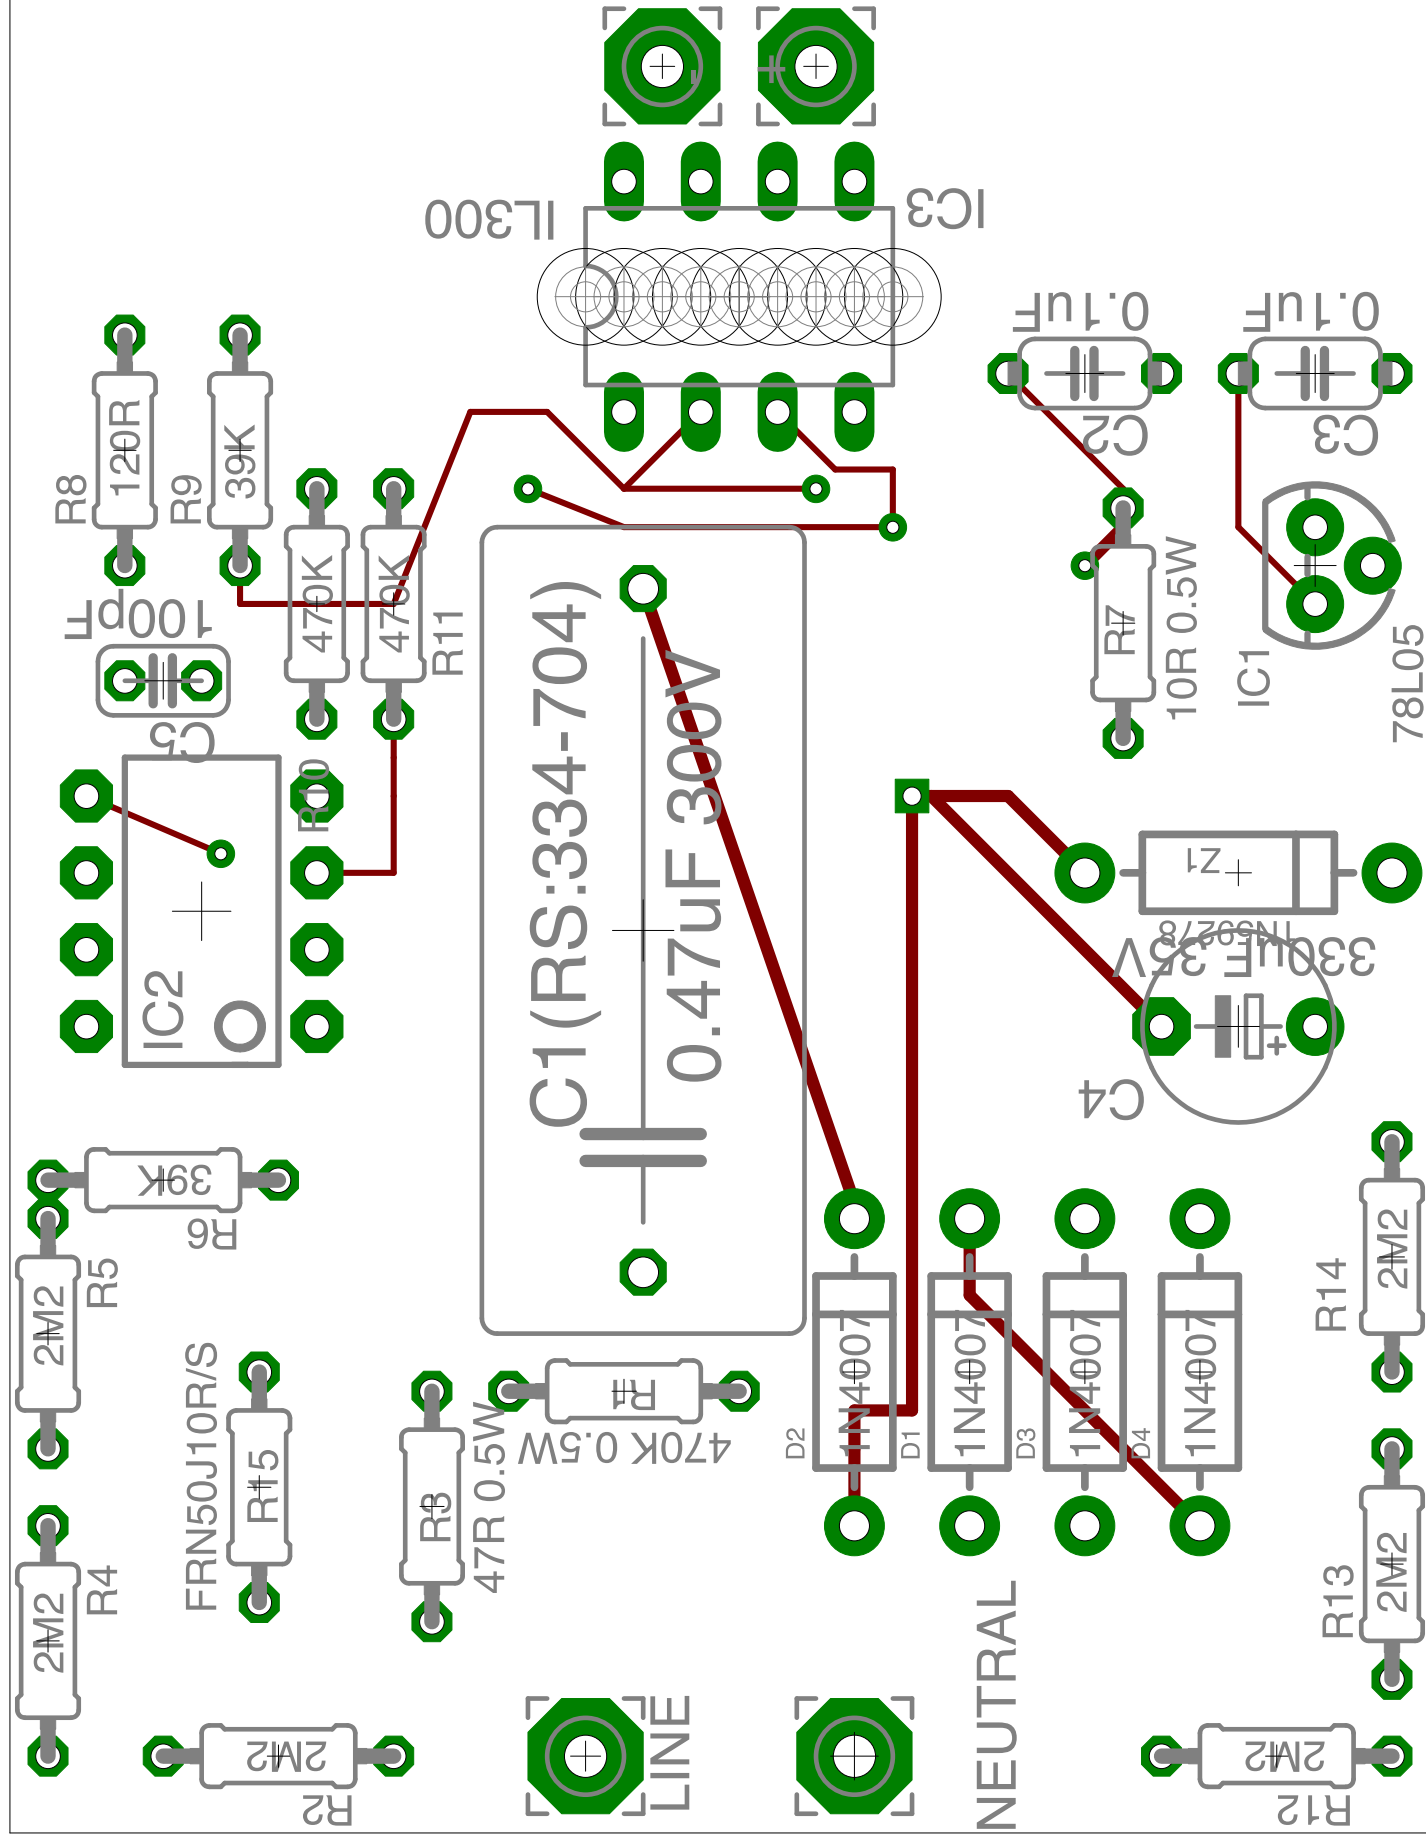 -
+
IL300
IC3
0.1uF
0.1uF
C2
C3
R8
120R
R9
39K
470K
470K
R11
R10
100pF
C5
IC2
C1(RS:334-704)
0.47uF 300V
R7
10R 0.5W
IC1
78L05
Z1
1N5927B
330uF 35V
+
C4
39K
R6
2M2
R5
2M2
R4
FRN50J10R/S
R15
R3
47R 0.5W
R1
470K 0.5W
D2
1N4007
D1
1N4007
D3
1N4007
D4
1N4007
2M2
R14
2M2
R13
2M2
R2
LINE
NEUTRAL
2M2
R12